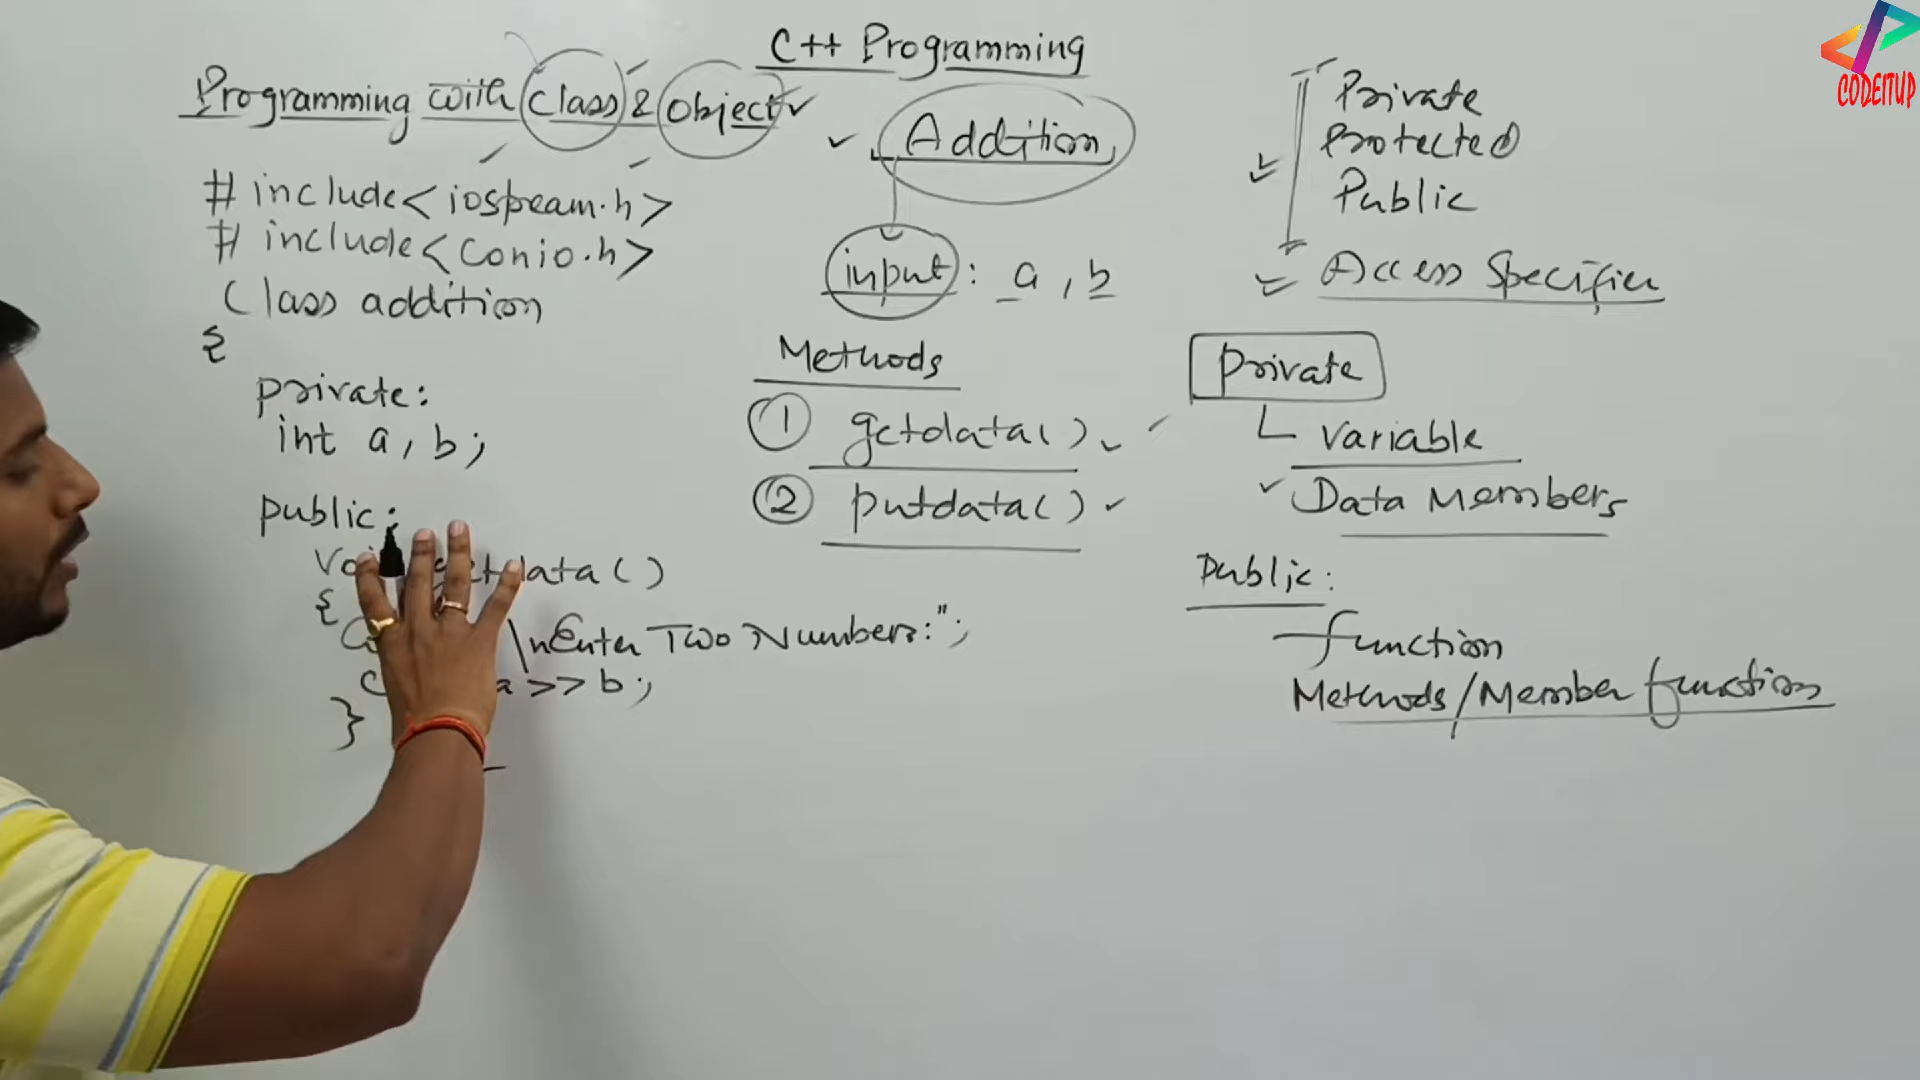 C++ Programming
Programming with Class & Object
#include<iostream.h>
#include<conio.h>
Class addition
{
private:
int a, b;
public:
getdata()
{
\nEnter Two Numbers:";
a >> b;
}
Addition
input: a, b
Methods
① getdata()
② putdata()
Private
Protected
Public
Access Specifier
Private
Variable
Data Members
Public:
function
Methods/Member function
CODEITUP